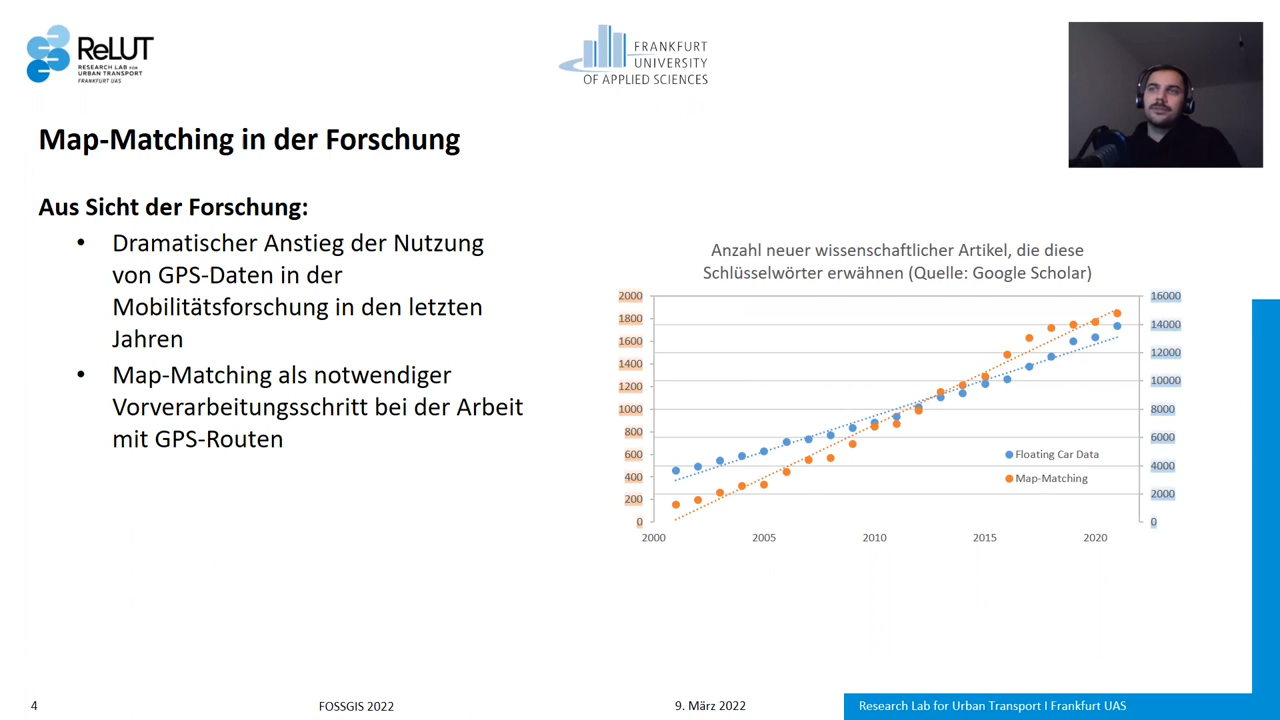 ReLUT
RESEARCH LAB FOR
URBAN TRANSPORT
FRANKFURT UAS
FRANKFURT
UNIVERSITY
OF APPLIED SCIENCES
Map-Matching in der Forschung
Aus Sicht der Forschung:
• Dramatischer Anstieg der Nutzung
von GPS-Daten in der
Mobilitätsforschung in den letzten
Jahren
• Map-Matching als notwendiger
Vorverarbeitungsschritt bei der Arbeit
mit GPS-Routen
Anzahl neuer wissenschaftlicher Artikel, die diese
Schlüsselwörter erwähnen (Quelle: Google Scholar)
2000
1800
1600
1400
1200
1000
800
600
400
200
0
16000
14000
12000
10000
8000
6000
4000
2000
0
Floating Car Data
Map-Matching
2000 2005 2010 2015 2020
4 FOSSGIS 2022 9. März 2022 Research Lab for Urban Transport I Frankfurt UAS